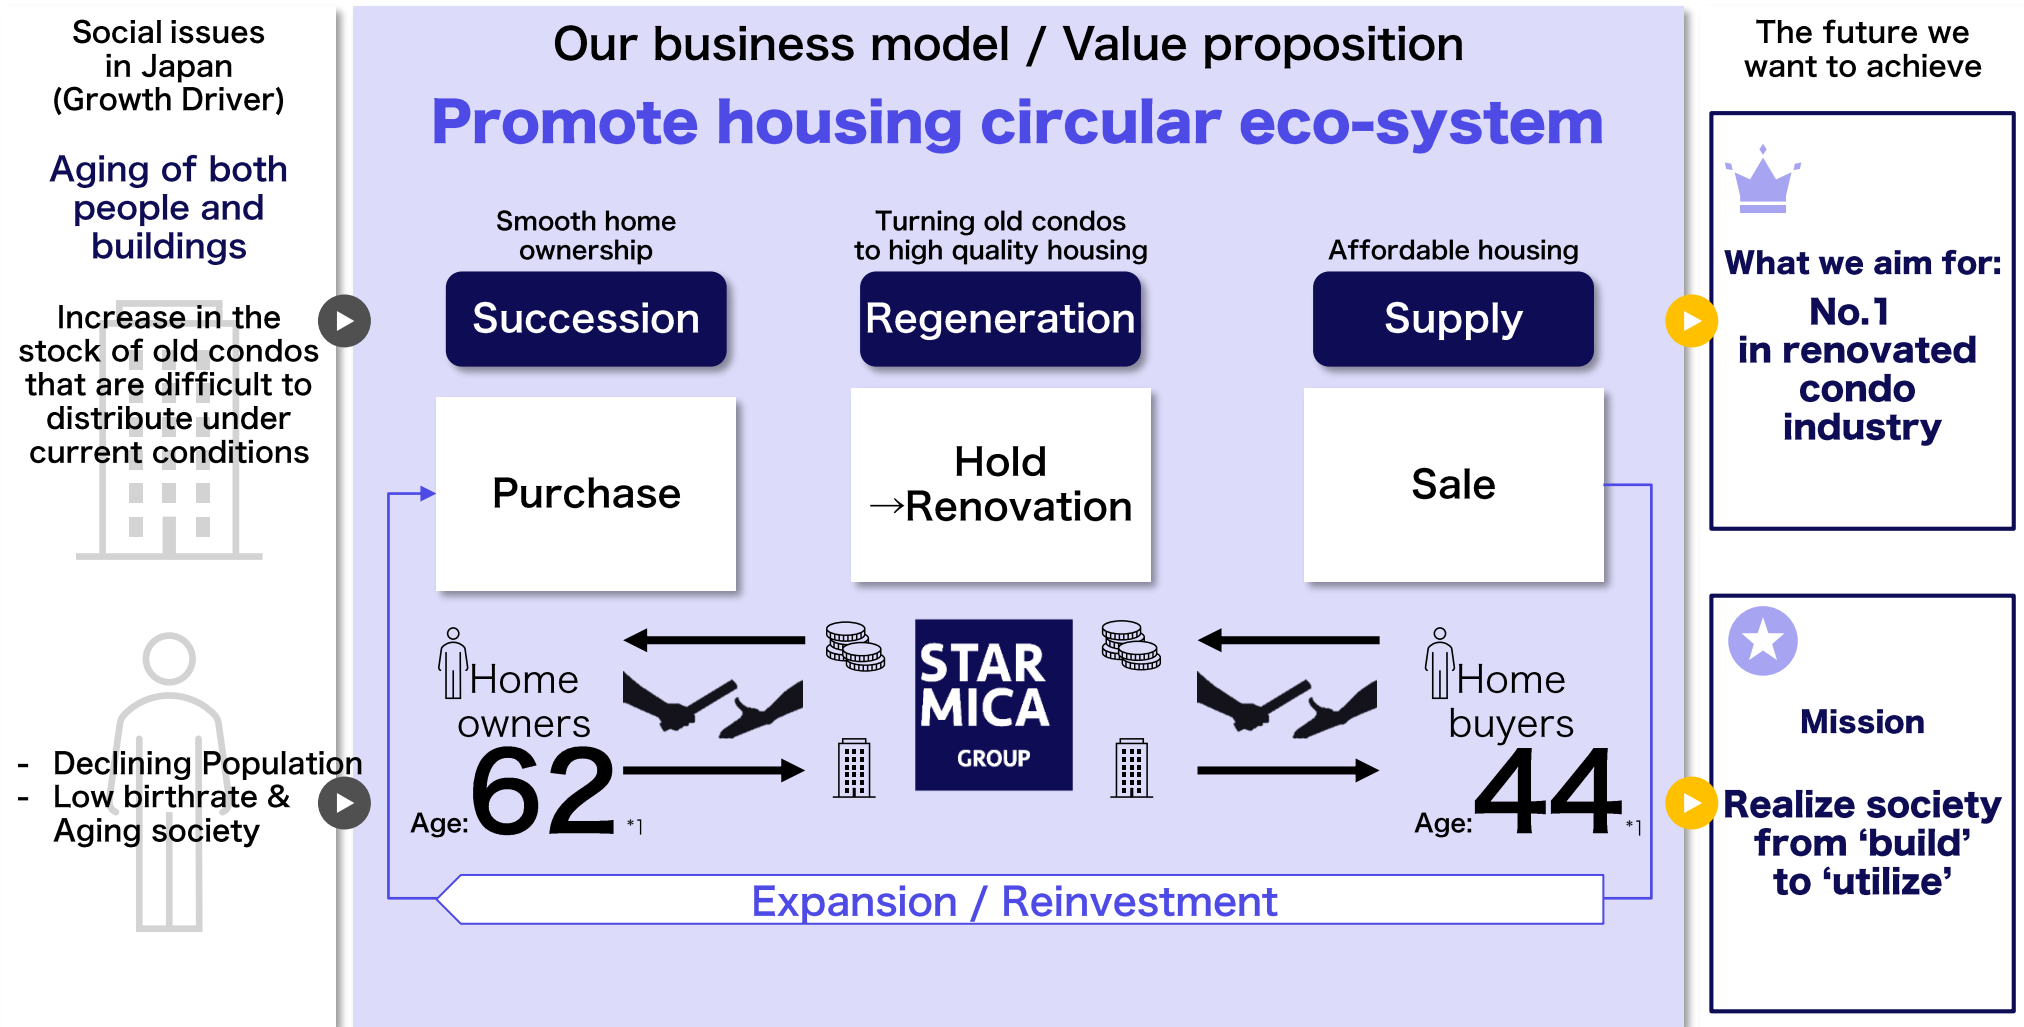 Social issues
in Japan
(Growth Driver)
Aging of both
people and
buildings
Increase in the
stock of old condos
that are difficult to
distribute under
current conditions
- Declining Population
- Low birthrate &
Aging society
Our business model / Value proposition
Promote housing circular eco-system
Smooth home
ownership
Succession
Purchase
Turning old condos
to high quality housing
Regeneration
Hold
→Renovation
Affordable housing
Supply
Sale
Home
owners
Age: 62 *1
STAR
MICA
GROUP
Home
buyers
Age: 44 *1
Expansion / Reinvestment
The future we
want to achieve
What we aim for:
No.1
in renovated
condo
industry
Mission
Realize society
from ‘build’
to ‘utilize’